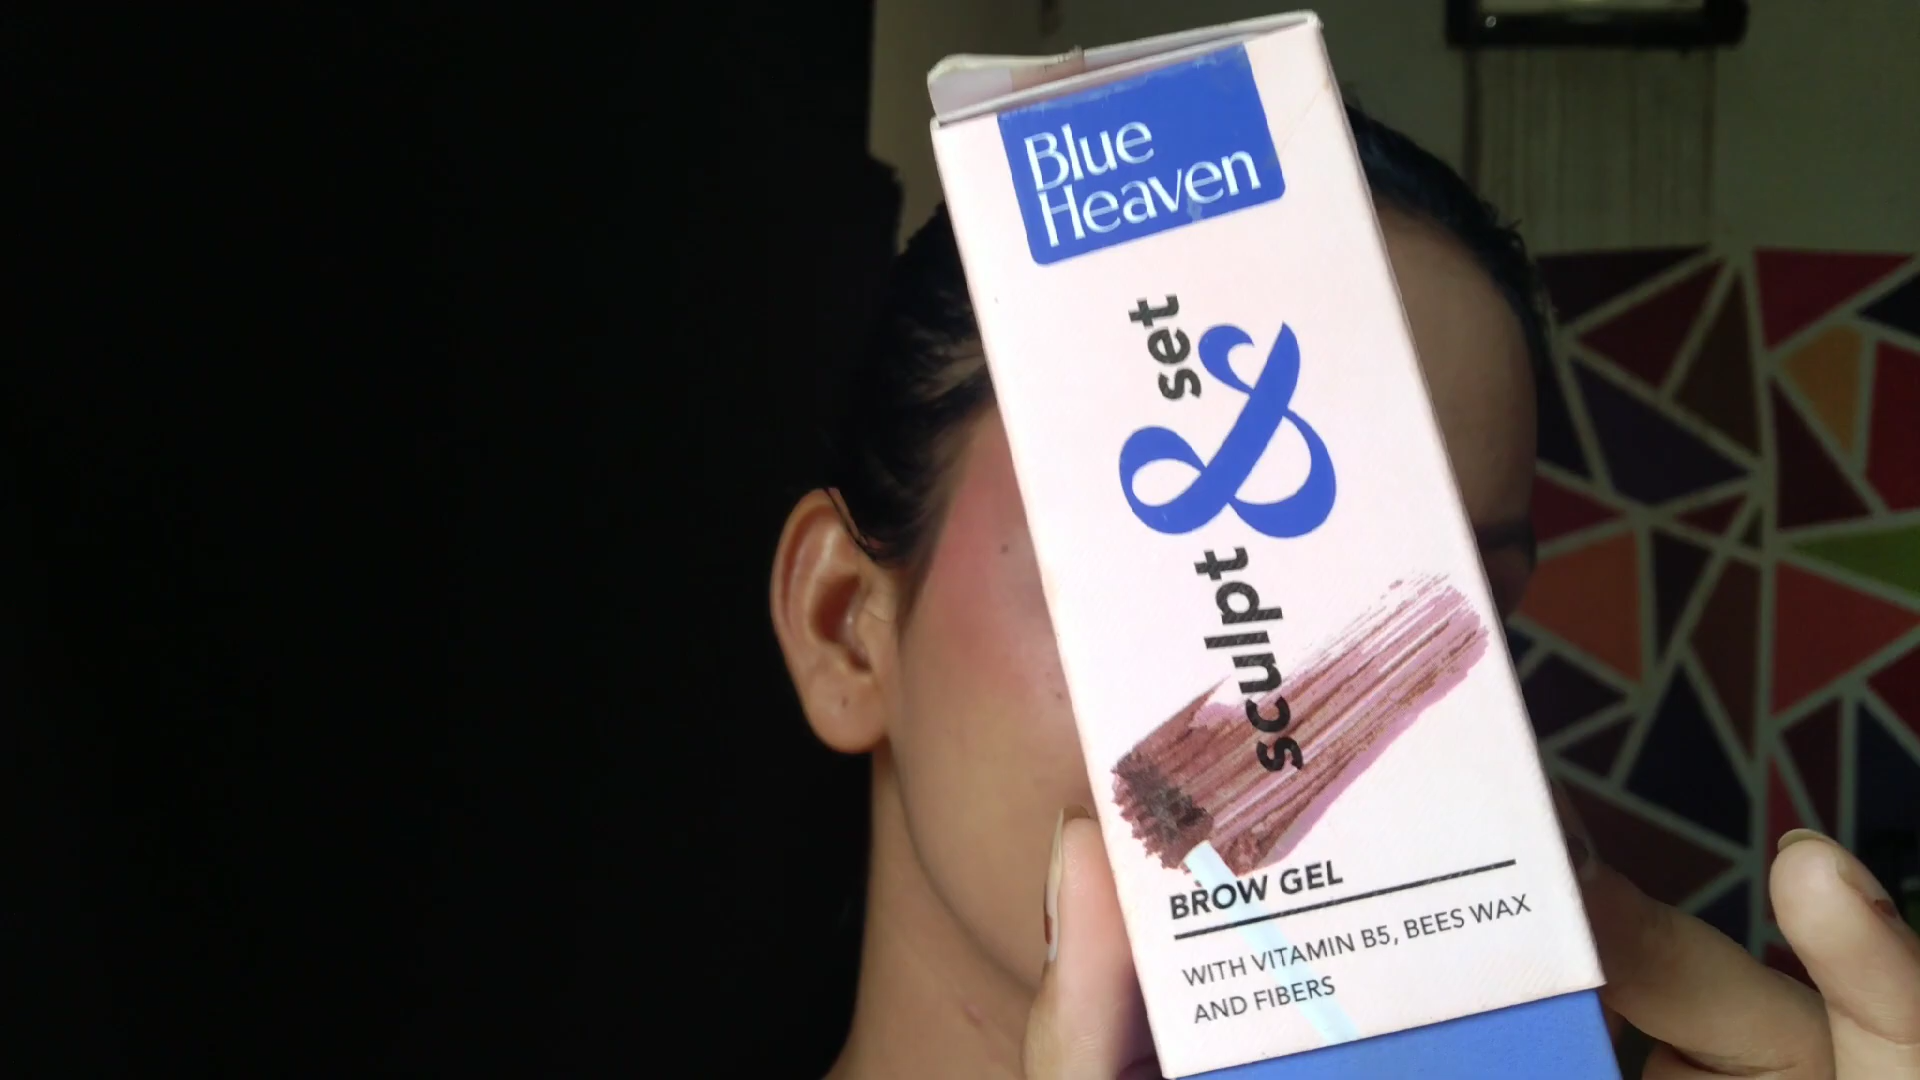 Blue
Heaven
sculpt & set
BROW GEL
WITH VITAMIN B5, BEES WAX
AND FIBERS